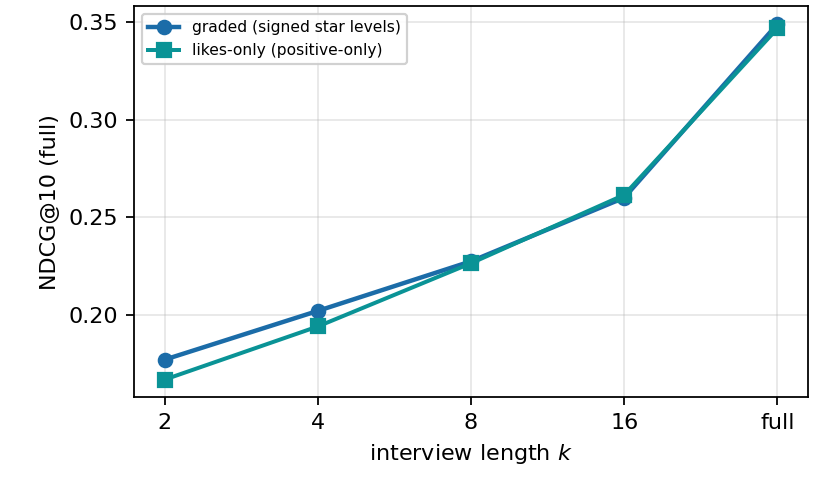 graded (signed star levels)
likes-only (positive-only)
NDCG@10 (full)
0.35
0.30
0.25
0.20
2 4 8 16 full
interview length k